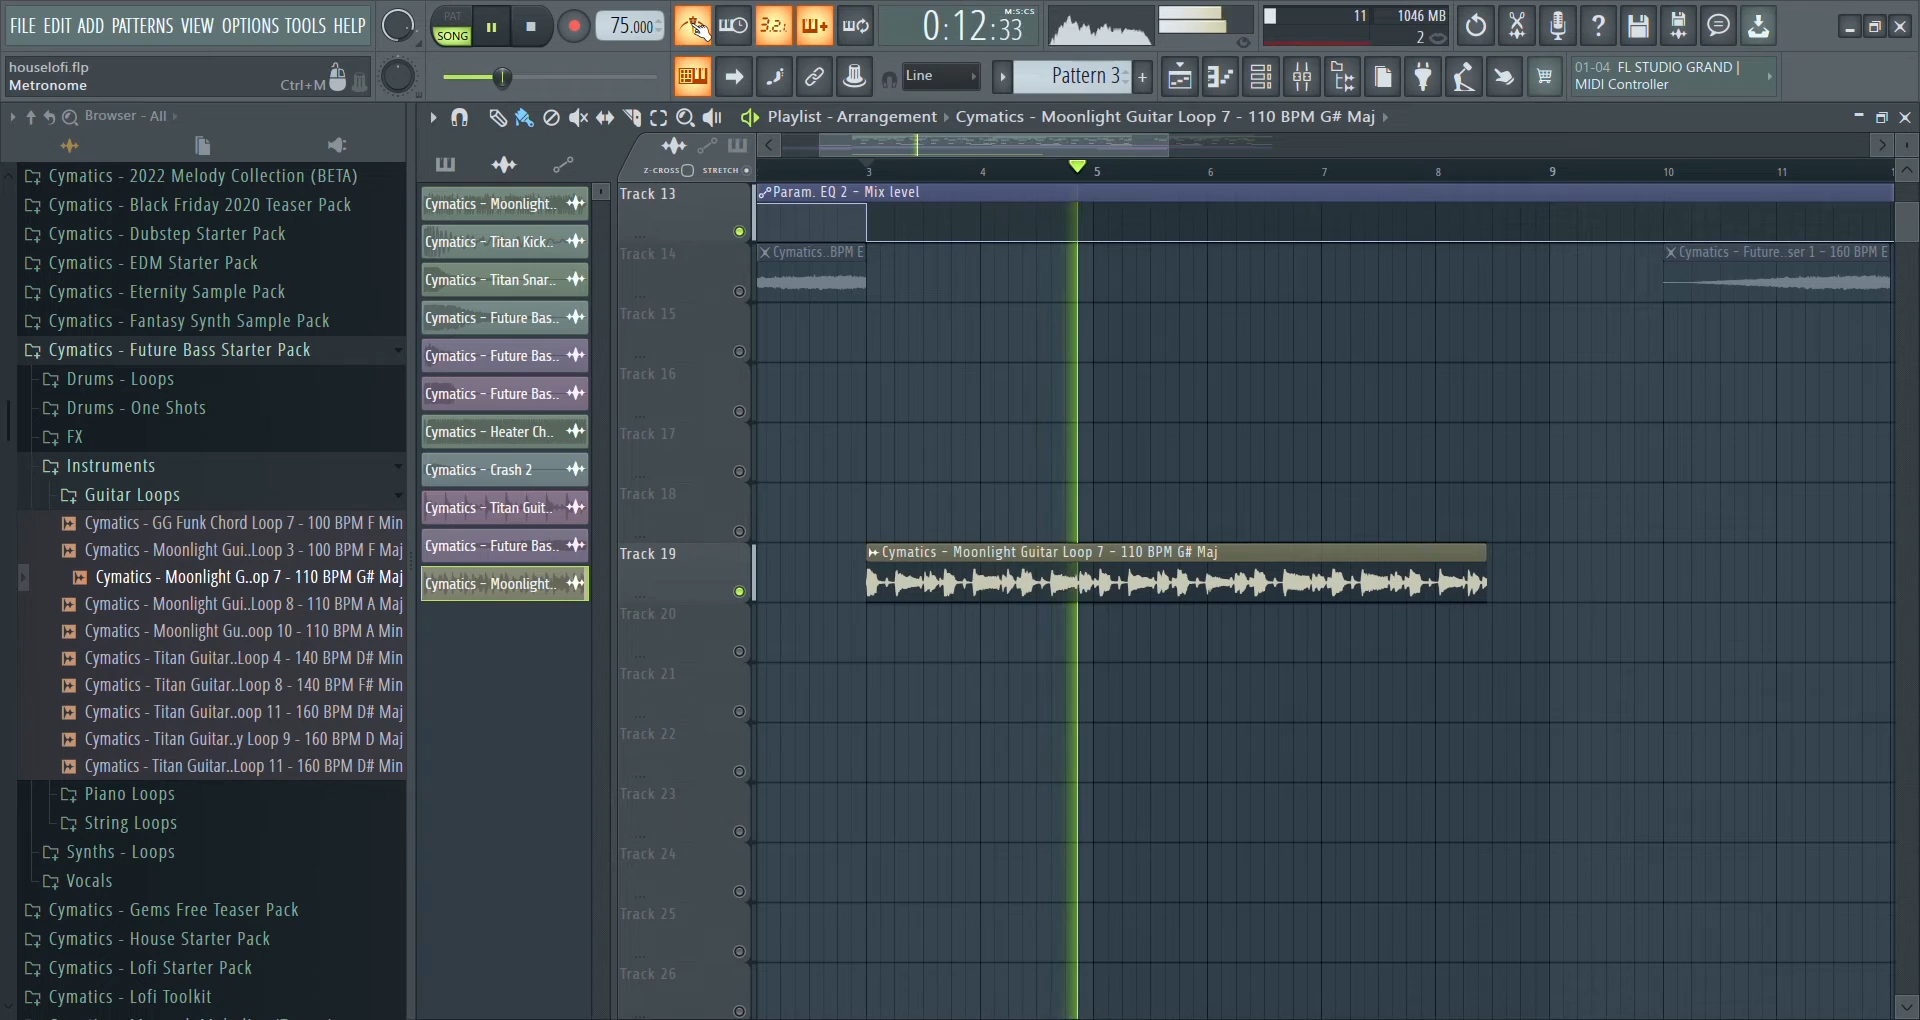 FILE EDIT ADD PATTERNS VIEW OPTIONS TOOLS HELP
PAT
SONG
75.000
3.2.
0:12:33
M:S:CS
11
1046 MB
2
houselofi.flp
Metronome
Ctrl+M
Line
Pattern 3
01-04 FL STUDIO GRAND |
MIDI Controller
Browser - All
Playlist - Arrangement › Cymatics - Moonlight Guitar Loop 7 - 110 BPM G# Maj
Z-CROSS
STRETCH
3 4 5 6 7 8 9 10 11
Cymatics - 2022 Melody Collection (BETA)
Cymatics - Black Friday 2020 Teaser Pack
Cymatics - Dubstep Starter Pack
Cymatics - EDM Starter Pack
Cymatics - Eternity Sample Pack
Cymatics - Fantasy Synth Sample Pack
Cymatics - Future Bass Starter Pack
Drums - Loops
Drums - One Shots
FX
Instruments
Guitar Loops
Cymatics - GG Funk Chord Loop 7 - 100 BPM F Min
Cymatics - Moonlight Gui..Loop 3 - 100 BPM F Maj
Cymatics - Moonlight G..op 7 - 110 BPM G# Maj
Cymatics - Moonlight Gui..Loop 8 - 110 BPM A Maj
Cymatics - Moonlight Gu..oop 10 - 110 BPM A Min
Cymatics - Titan Guitar..Loop 4 - 140 BPM D# Min
Cymatics - Titan Guitar..Loop 8 - 140 BPM F# Min
Cymatics - Titan Guitar..oop 11 - 160 BPM D# Maj
Cymatics - Titan Guitar..y Loop 9 - 160 BPM D Maj
Cymatics - Titan Guitar..Loop 11 - 160 BPM D# Min
Piano Loops
String Loops
Synths - Loops
Vocals
Cymatics - Gems Free Teaser Pack
Cymatics - House Starter Pack
Cymatics - Lofi Starter Pack
Cymatics - Lofi Toolkit
Cymatics - Moonlight..
Cymatics - Titan Kick..
Cymatics - Titan Snar..
Cymatics - Future Bas..
Cymatics - Future Bas..
Cymatics - Future Bas..
Cymatics - Heater Ch..
Cymatics - Crash 2
Cymatics - Titan Guit..
Cymatics - Future Bas..
Cymatics - Moonlight..
Track 13
Param. EQ 2 - Mix level
Track 14
Cymatics..BPM E
Cymatics - Future..ser 1 - 160 BPM E
Track 15
Track 16
Track 17
Track 18
Track 19
Cymatics - Moonlight Guitar Loop 7 - 110 BPM G# Maj
Track 20
Track 21
Track 22
Track 23
Track 24
Track 25
Track 26